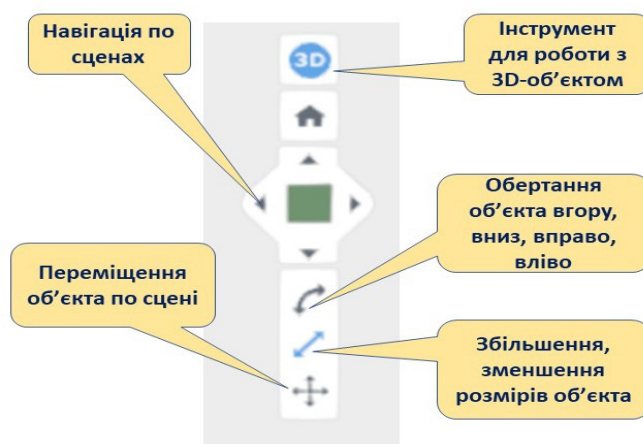 Навігація по
сценах
3D
Інструмент
для роботи з
3D-об’єктом
Обертання
об’єкта вгору,
вниз, вправо,
вліво
Переміщення
об’єкта по сцені
Збільшення,
зменшення
розмірів об’єкта